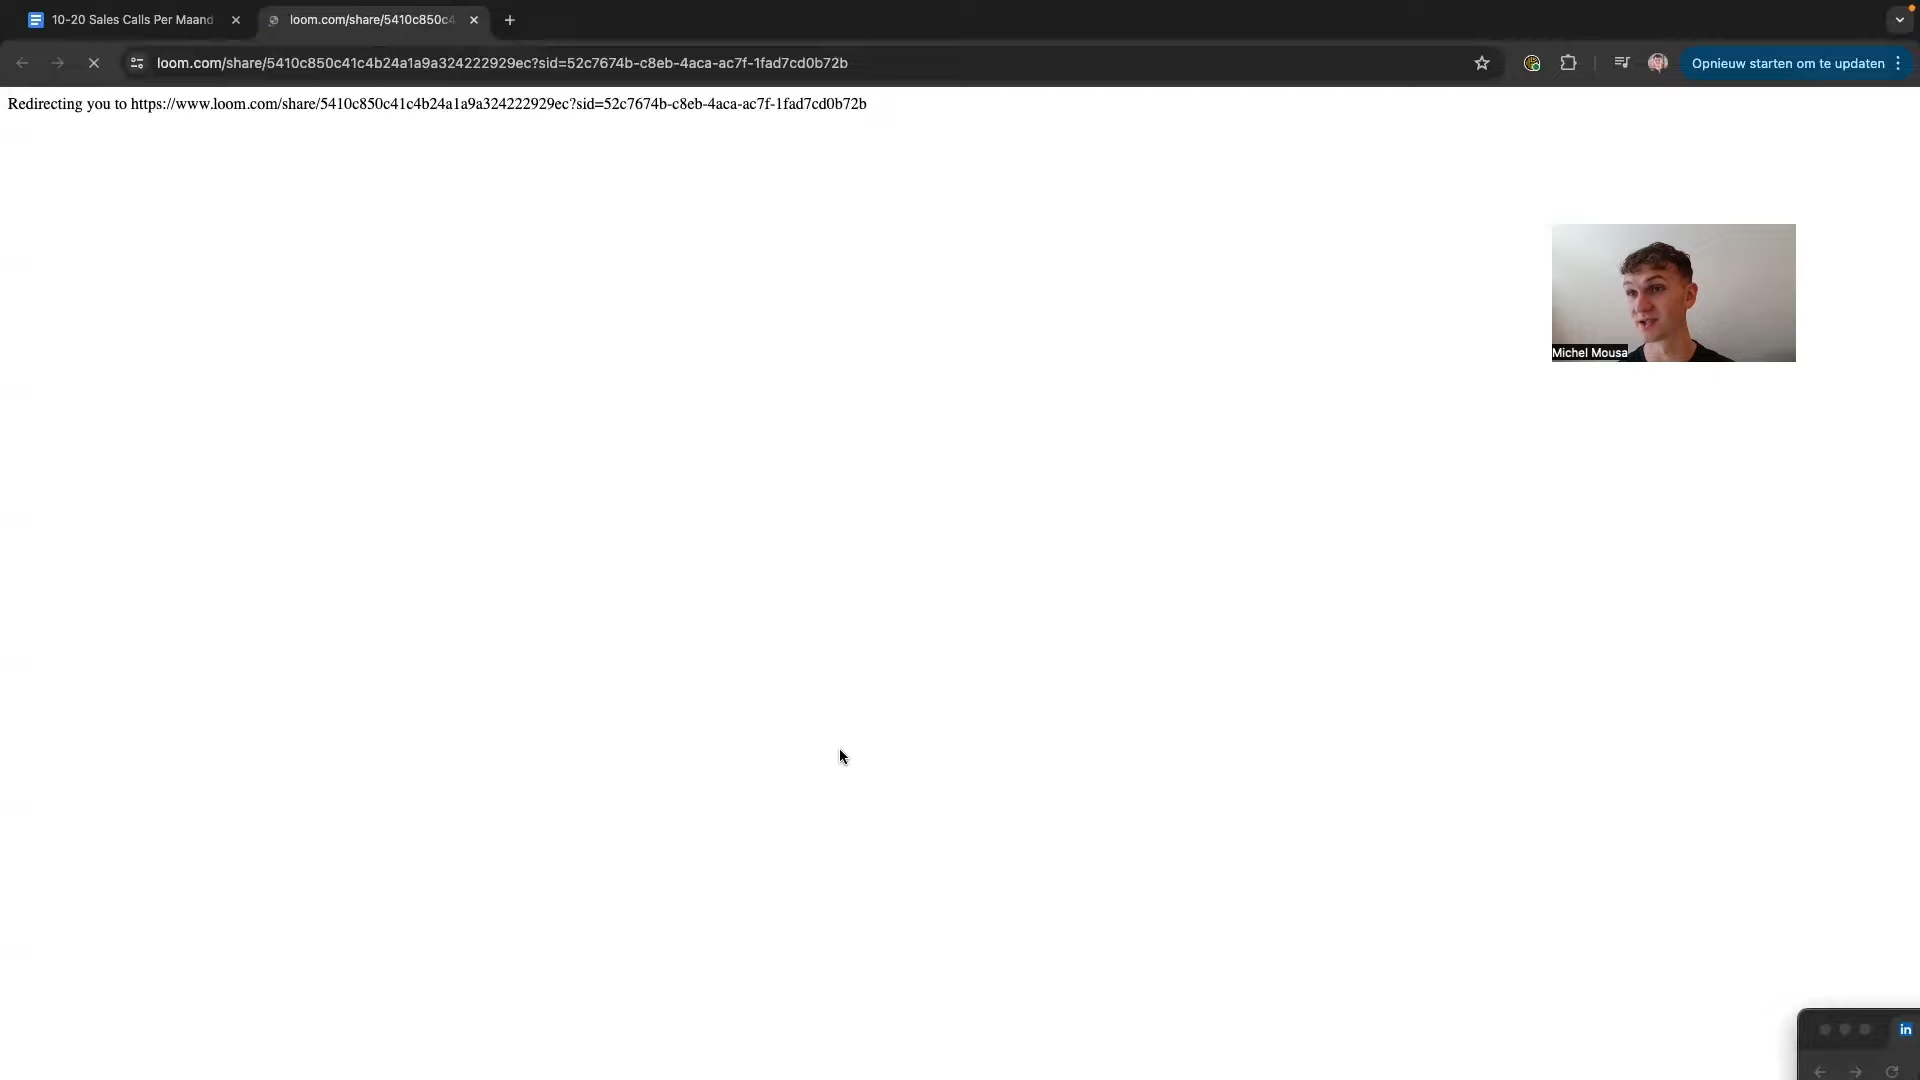 10-20 Sales Calls Per Maand
loom.com/share/5410c850c4
loom.com/share/5410c850c41c4b24a1a9a324222929ec?sid=52c7674b-c8eb-4aca-ac7f-1fad7cd0b72b
Opnieuw starten om te updaten
Redirecting you to https://www.loom.com/share/5410c850c41c4b24a1a9a324222929ec?sid=52c7674b-c8eb-4aca-ac7f-1fad7cd0b72b
Michel Mousa
in